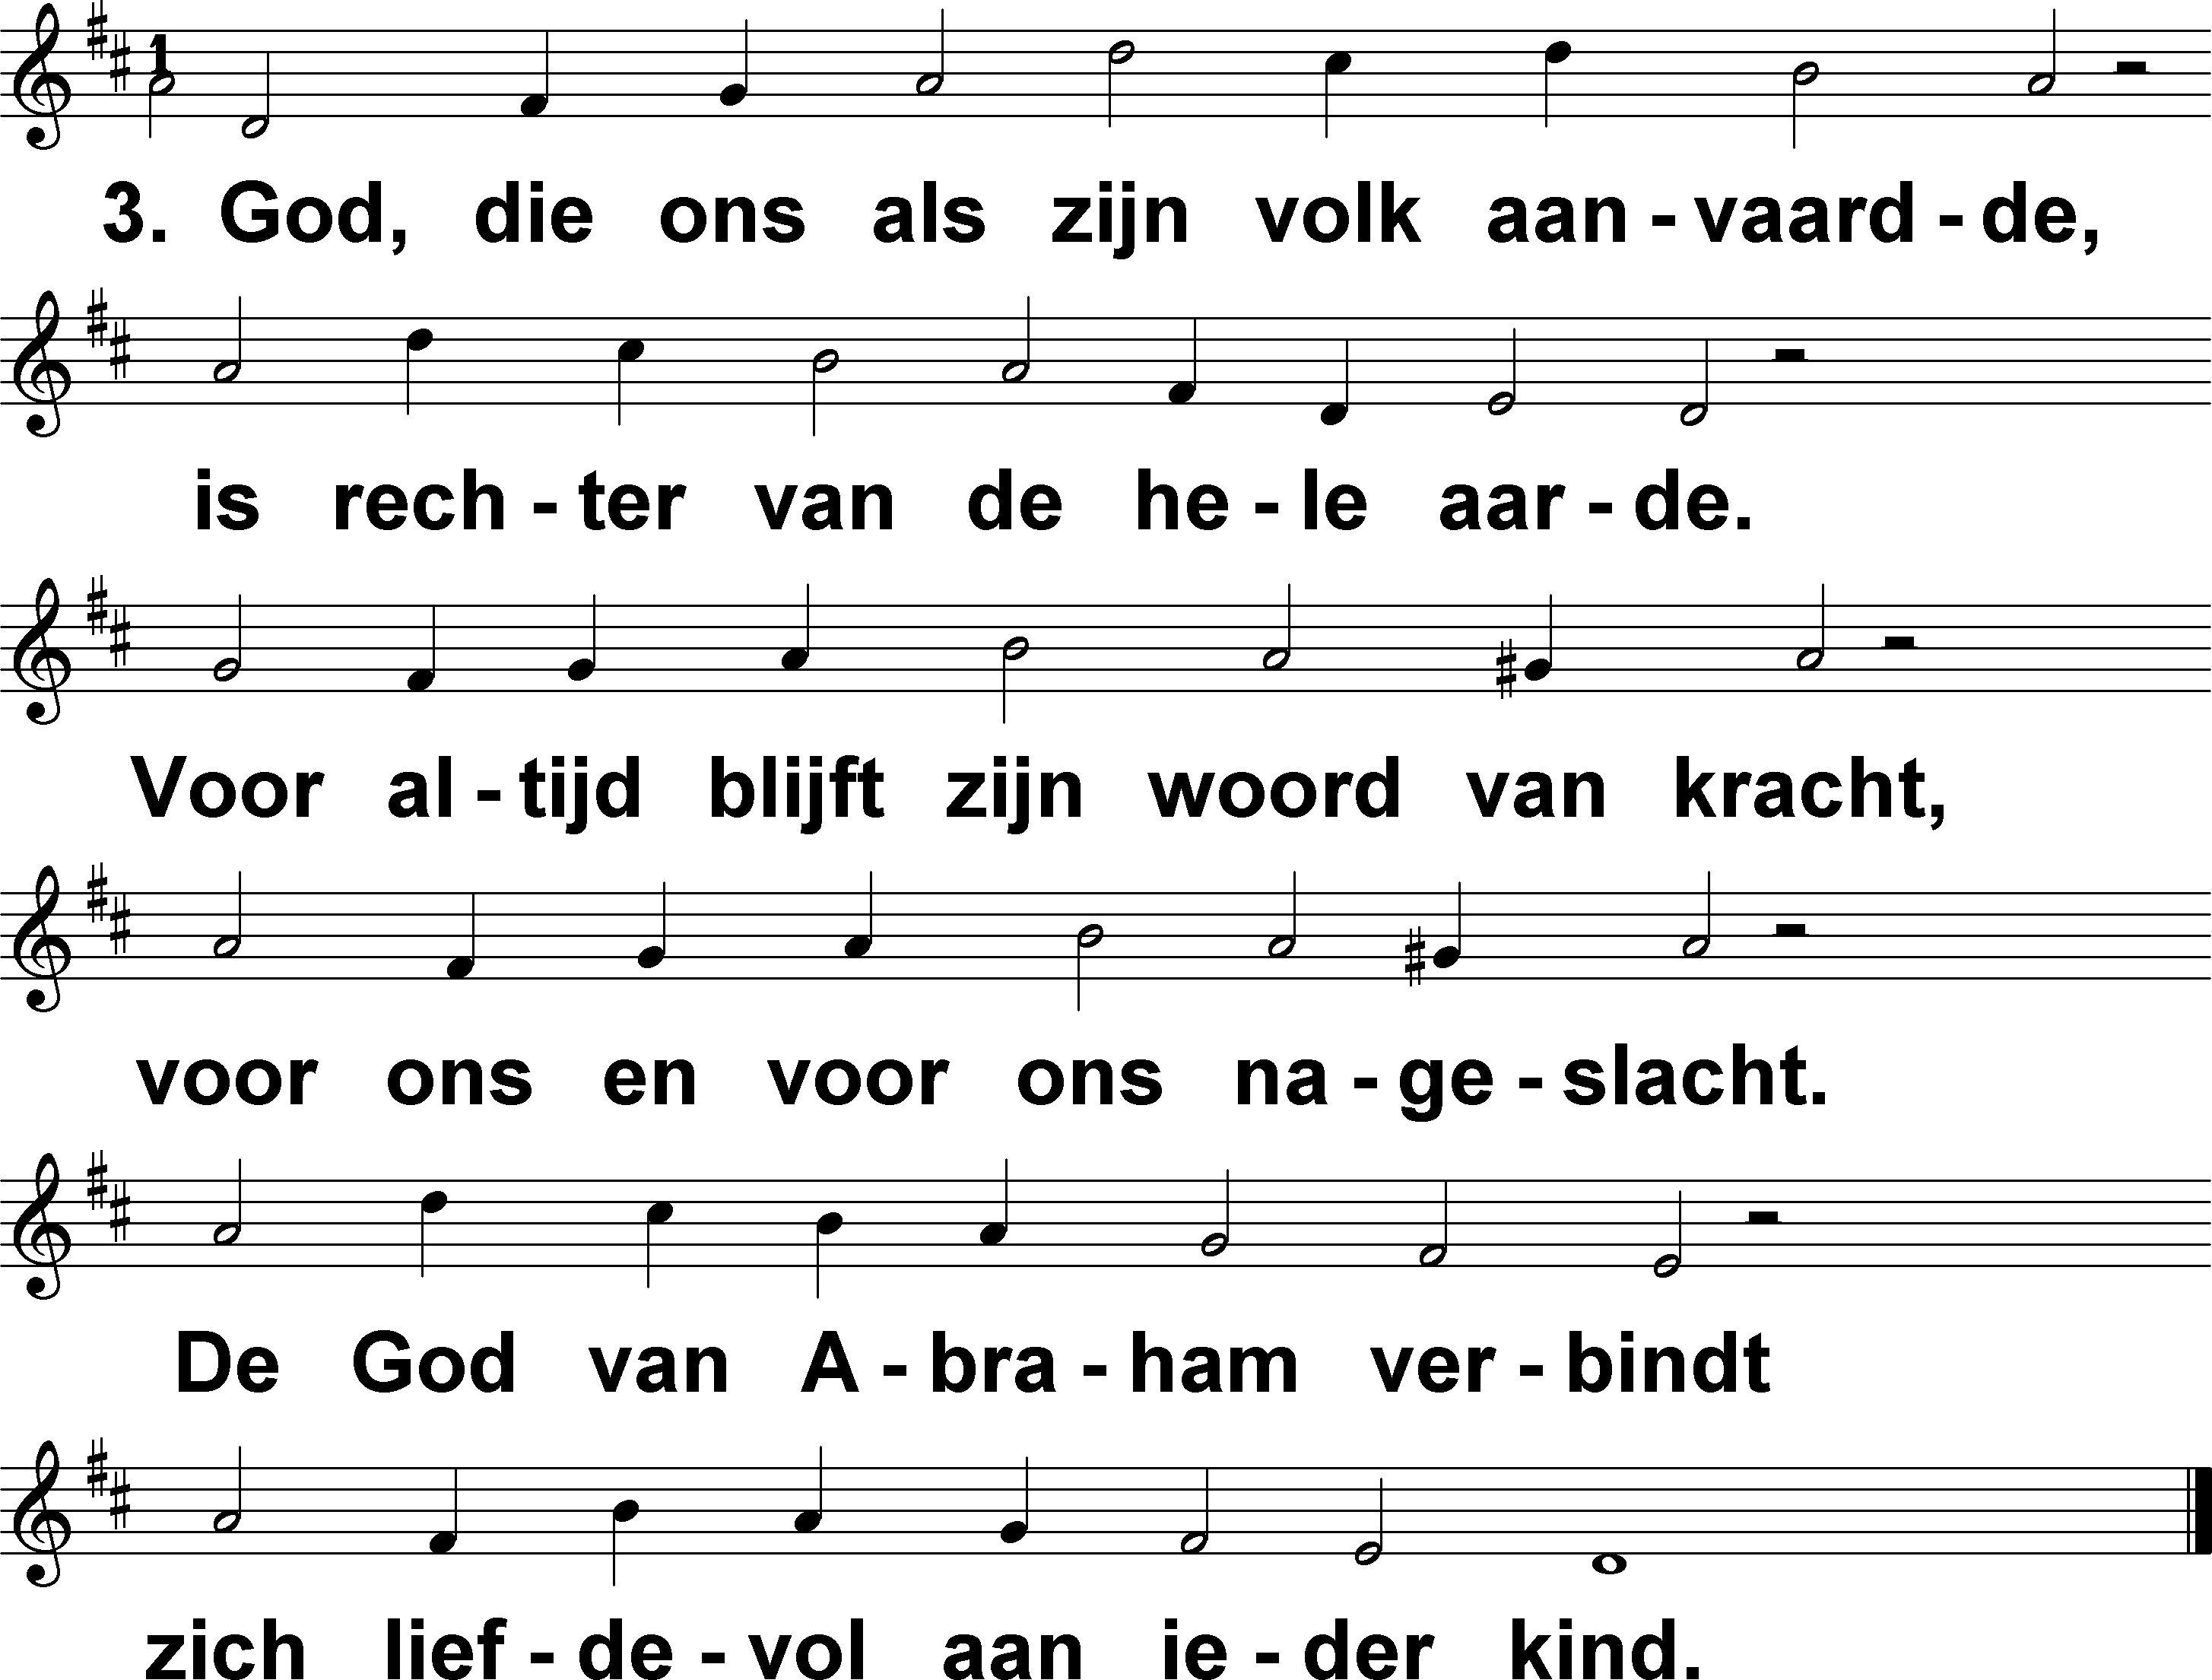 1
3. God, die ons als zijn volk aan - vaard - de,
is rech - ter van de he - le aar - de.
Voor al - tijd blijft zijn woord van kracht,
voor ons en voor ons na - ge - slacht.
De God van A - bra - ham ver - bindt
zich lief - de - vol aan ie - der kind.